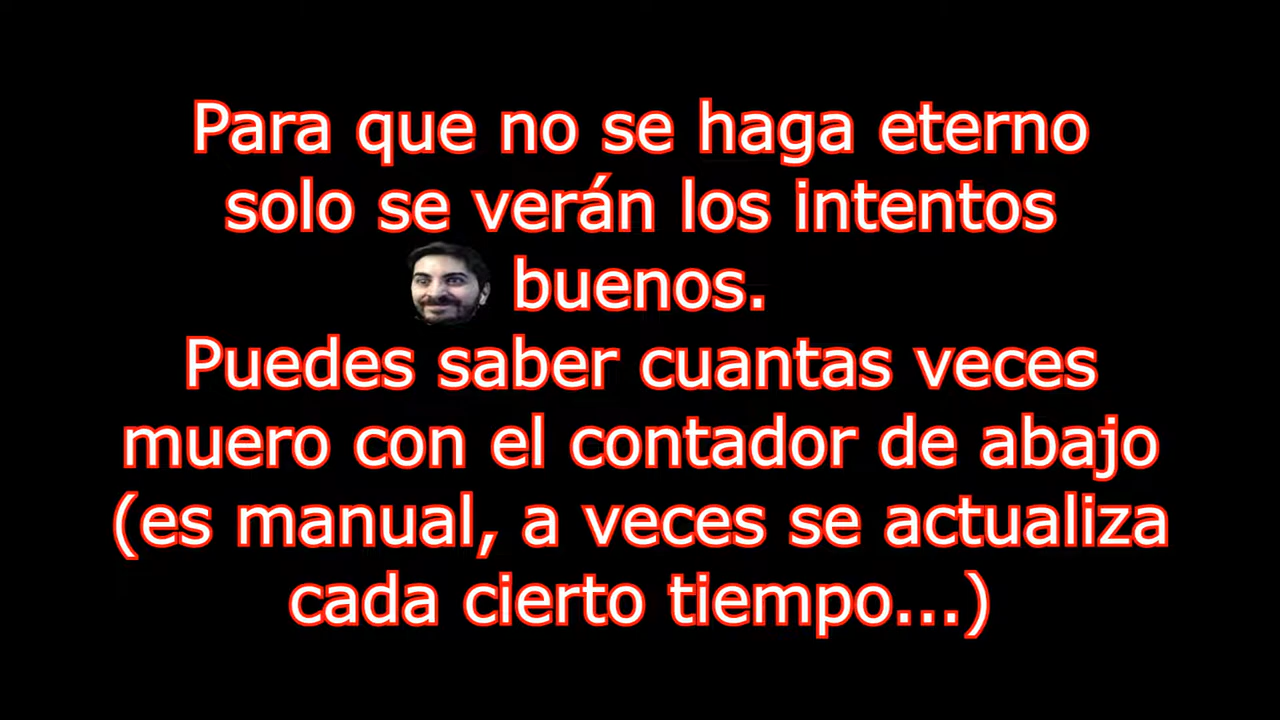 Para que no se haga eterno
solo se verán los intentos
buenos.
Puedes saber cuantas veces
muero con el contador de abajo
(es manual, a veces se actualiza
cada cierto tiempo...)